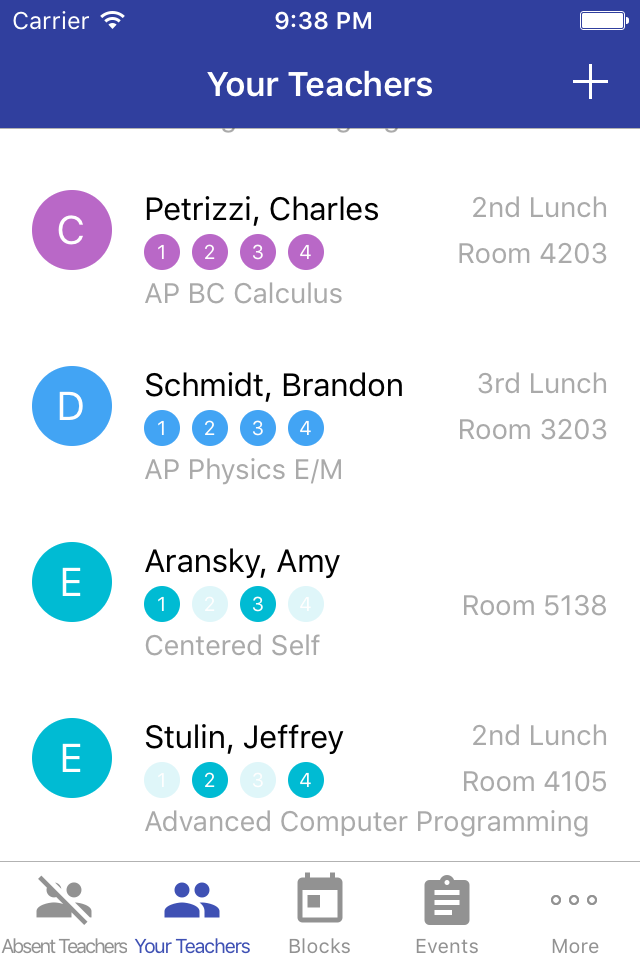 Carrier 9:38 PM
Your Teachers
C
Petrizzi, Charles 2nd Lunch
1 2 3 4 Room 4203
AP BC Calculus
D
Schmidt, Brandon 3rd Lunch
1 2 3 4 Room 3203
AP Physics E/M
E
Aransky, Amy
1 2 3 4 Room 5138
Centered Self
E
Stulin, Jeffrey 2nd Lunch
1 2 3 4 Room 4105
Advanced Computer Programming
Absent Teachers Your Teachers Blocks Events More